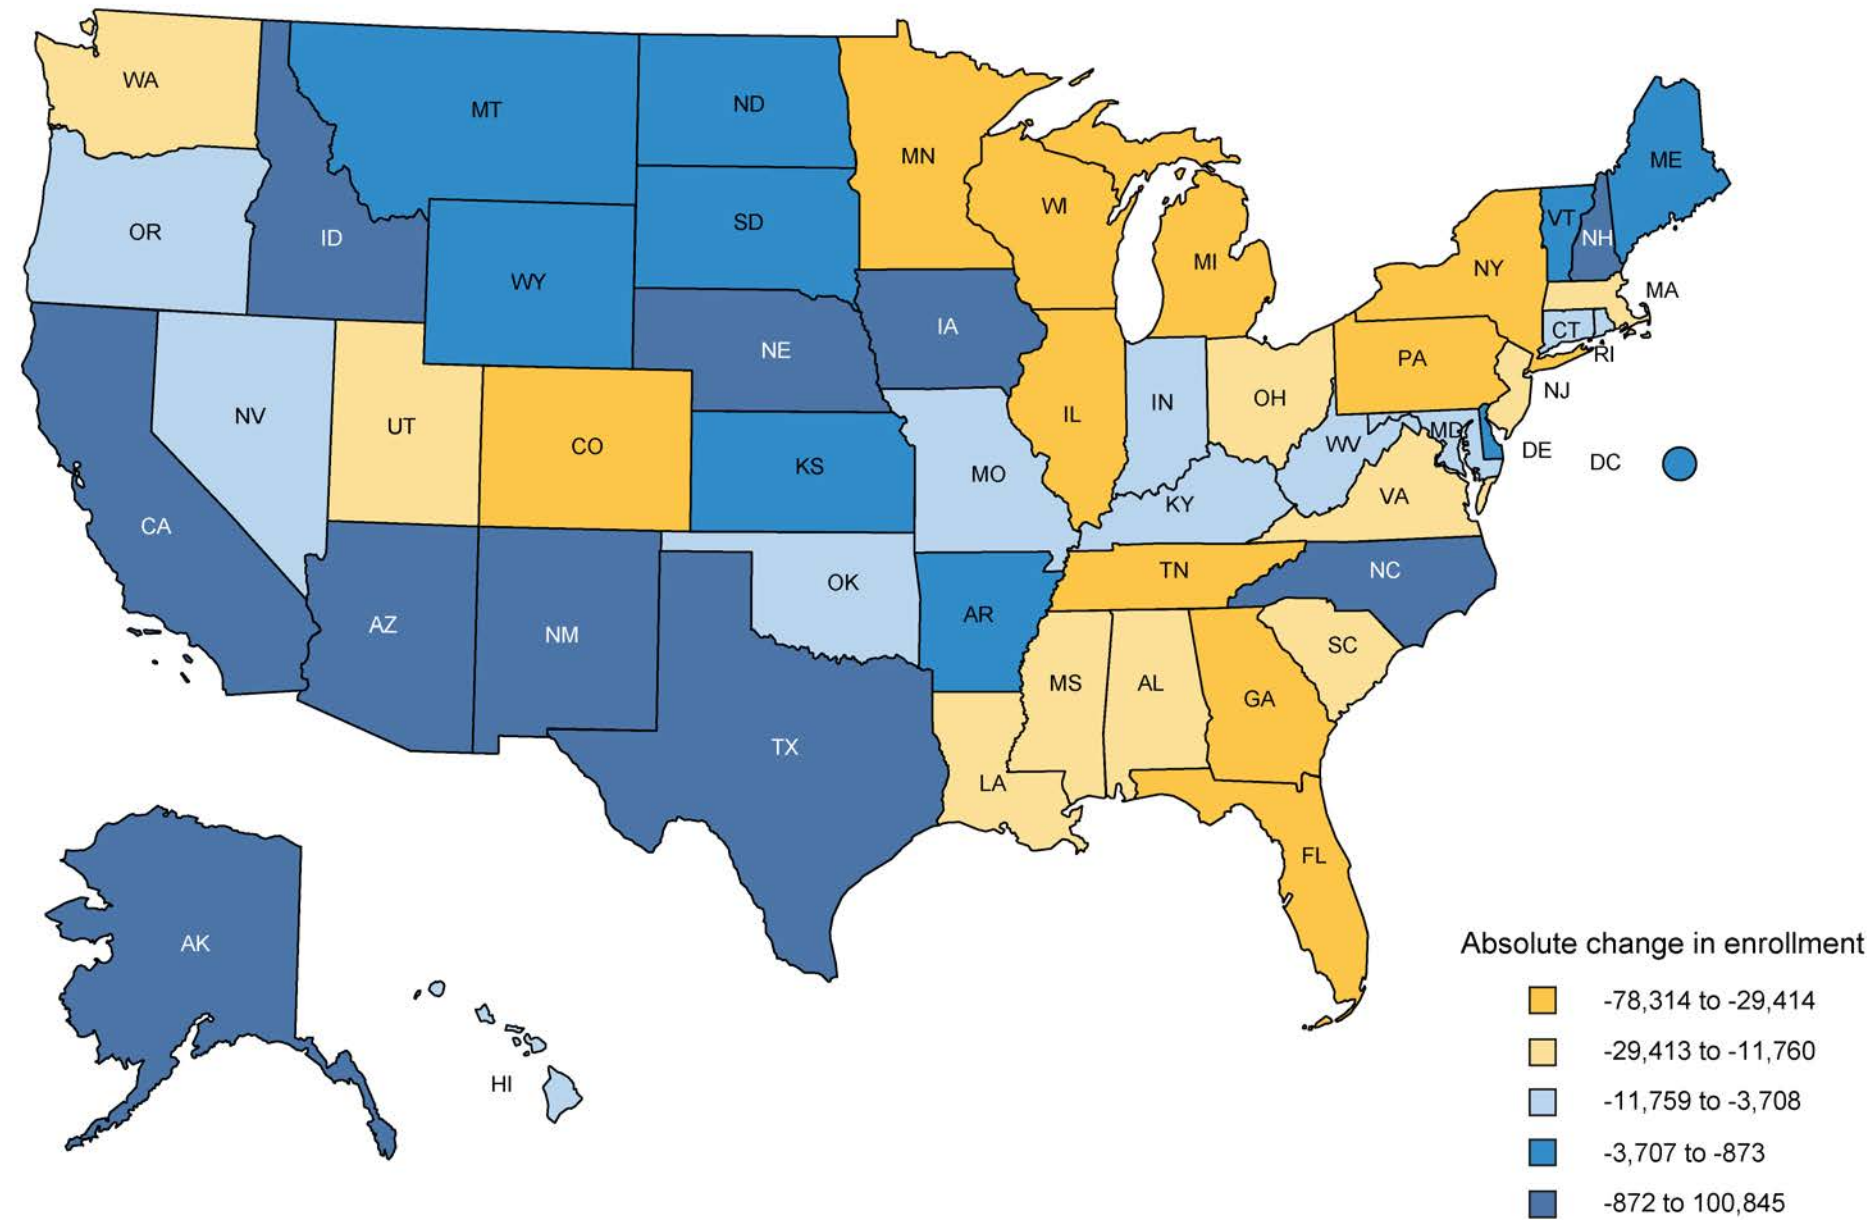 WA
MT
ND
MN
ME
OR
ID
SD
WI
VT
NH
WY
MI
NY
MA
IA
CT
NE
PA
RI
NV
UT
CO
IL
IN
OH
NJ
KS
MO
WV
MD
DE
DC
CA
KY
VA
OK
AR
TN
NC
AZ
NM
MS
AL
GA
SC
TX
LA
FL
AK
HI
Absolute change in enrollment
-78,314 to -29,414
-29,413 to -11,760
-11,759 to -3,708
-3,707 to -873
-872 to 100,845